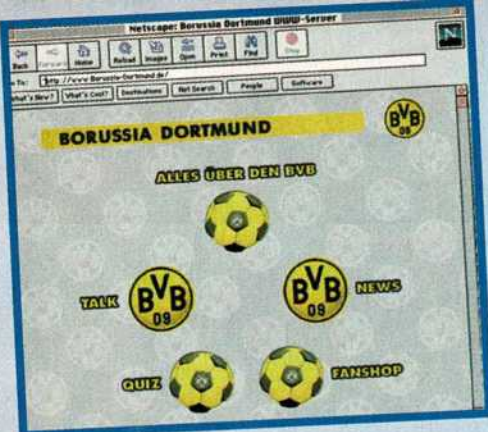 Netscape: Borussia Dortmund WWW-Server
Back Forward Home Reload Images Open Print Find Stop
To: http://www.Borussia-Dortmund.de/
What's New? What's Cool? Destinations Net Search People Software
N
BORUSSIA DORTMUND
BVB 09
ALLES ÜBER DEN BVB
TALK
BVB 09
BVB 09
NEWS
QUIZ
FANSHOP